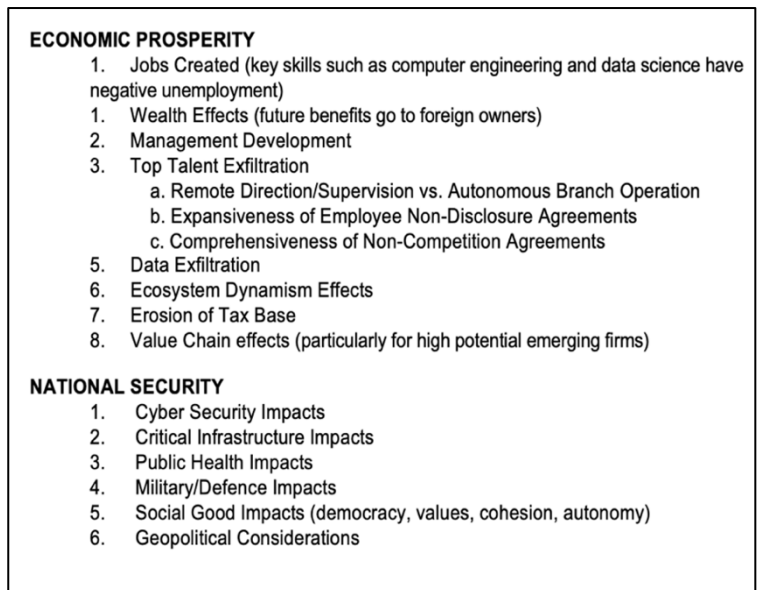 ECONOMIC PROSPERITY
1. Jobs Created (key skills such as computer engineering and data science have
negative unemployment)
1. Wealth Effects (future benefits go to foreign owners)
2. Management Development
3. Top Talent Exfiltration
a. Remote Direction/Supervision vs. Autonomous Branch Operation
b. Expansiveness of Employee Non-Disclosure Agreements
c. Comprehensiveness of Non-Competition Agreements
5. Data Exfiltration
6. Ecosystem Dynamism Effects
7. Erosion of Tax Base
8. Value Chain effects (particularly for high potential emerging firms)
NATIONAL SECURITY
1. Cyber Security Impacts
2. Critical Infrastructure Impacts
3. Public Health Impacts
4. Military/Defence Impacts
5. Social Good Impacts (democracy, values, cohesion, autonomy)
6. Geopolitical Considerations